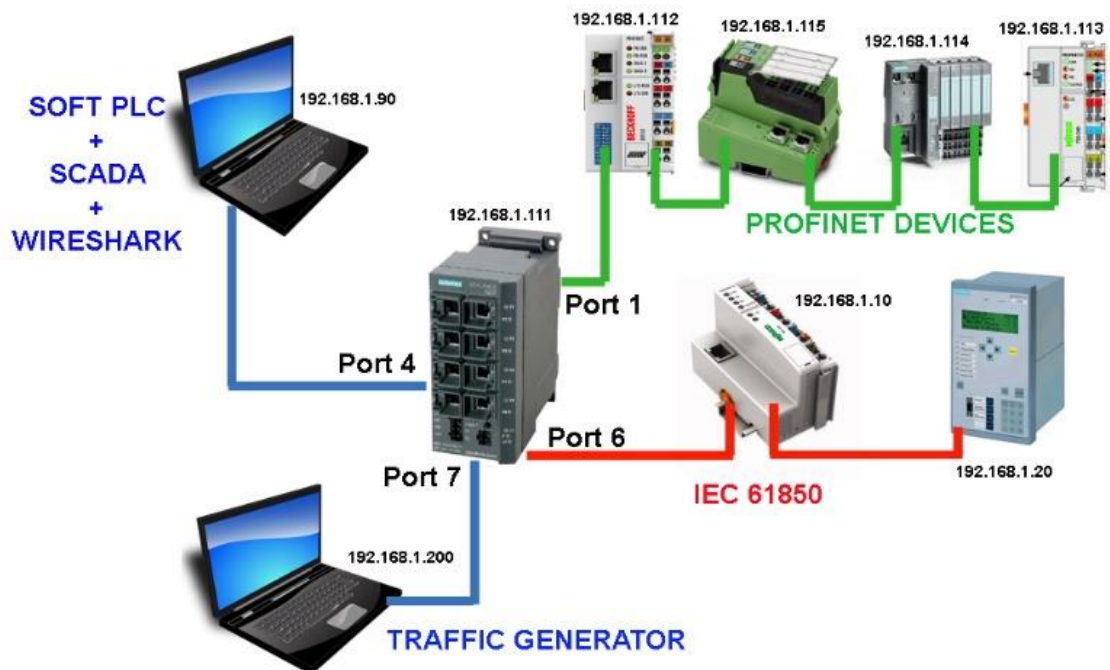 192.168.1.112
192.168.1.115
192.168.1.114
192.168.1.113
SOFT PLC
+
SCADA
+
WIRESHARK
192.168.1.90
BECKHOFF
PROFINET DEVICES
192.168.1.111
Port 1
192.168.1.10
Port 4
Port 6
192.168.1.20
IEC 61850
Port 7
192.168.1.200
TRAFFIC GENERATOR